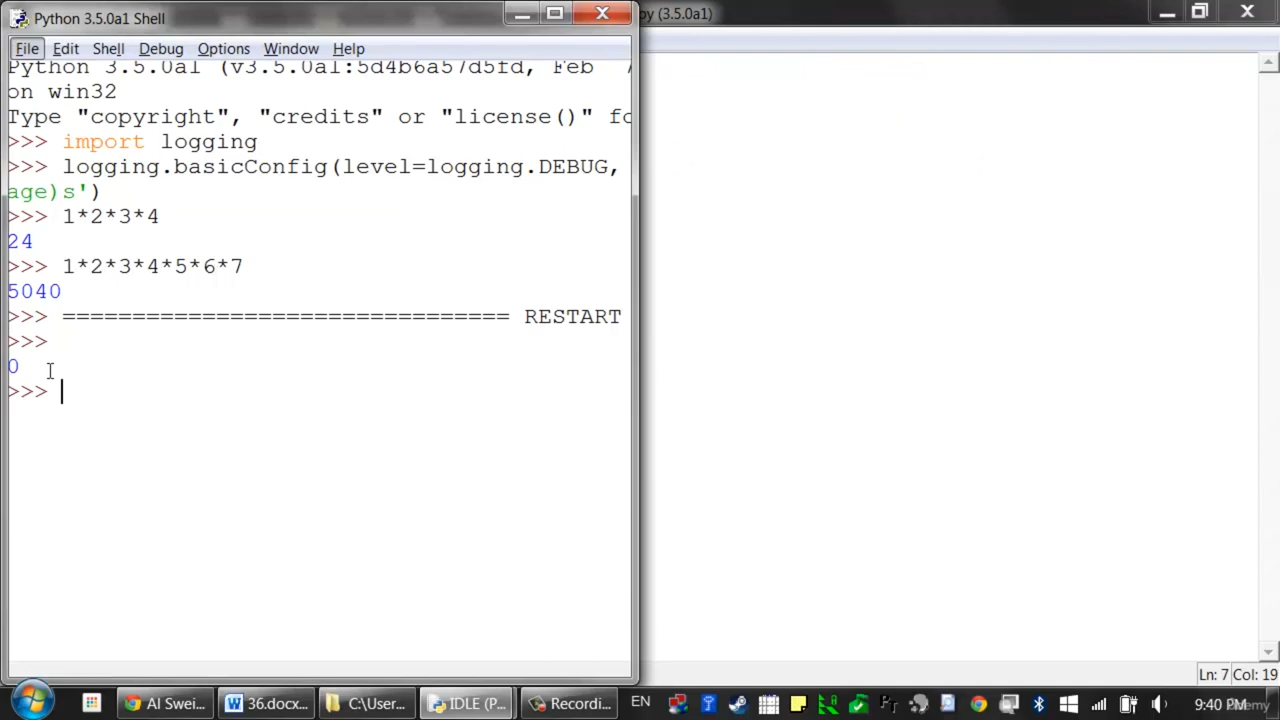 Python 3.5.0a1 Shell
py (3.5.0a1)
File Edit Shell Debug Options Window Help
Python 3.5.0a1 (v3.5.0a1:5d4b6a57d5fd, Feb
on win32
Type "copyright", "credits" or "license()" fo
>>> import logging
>>> logging.basicConfig(level=logging.DEBUG,
age)s')
>>> 1*2*3*4
24
>>> 1*2*3*4*5*6*7
5040
>>> ================================ RESTART
>>>
0
>>>
Ln: 7 Col: 19
Al Swei... 36.docx... C:\User... IDLE (P... Recordi... EN 9:40 PM